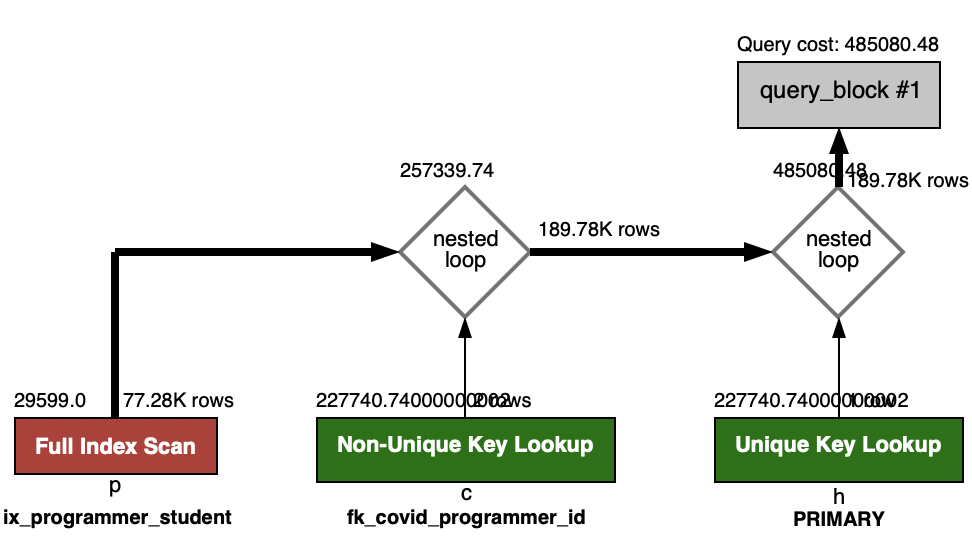 Query cost: 485080.48
query_block #1
257339.74
485080.48
189.78K rows
189.78K rows
nested
loop
nested
loop
29599.0
77.28K rows
227740.74000000002
2 rows
227740.74000000002
1 row
Full Index Scan
Non-Unique Key Lookup
Unique Key Lookup
p
c
h
ix_programmer_student
fk_covid_programmer_id
PRIMARY